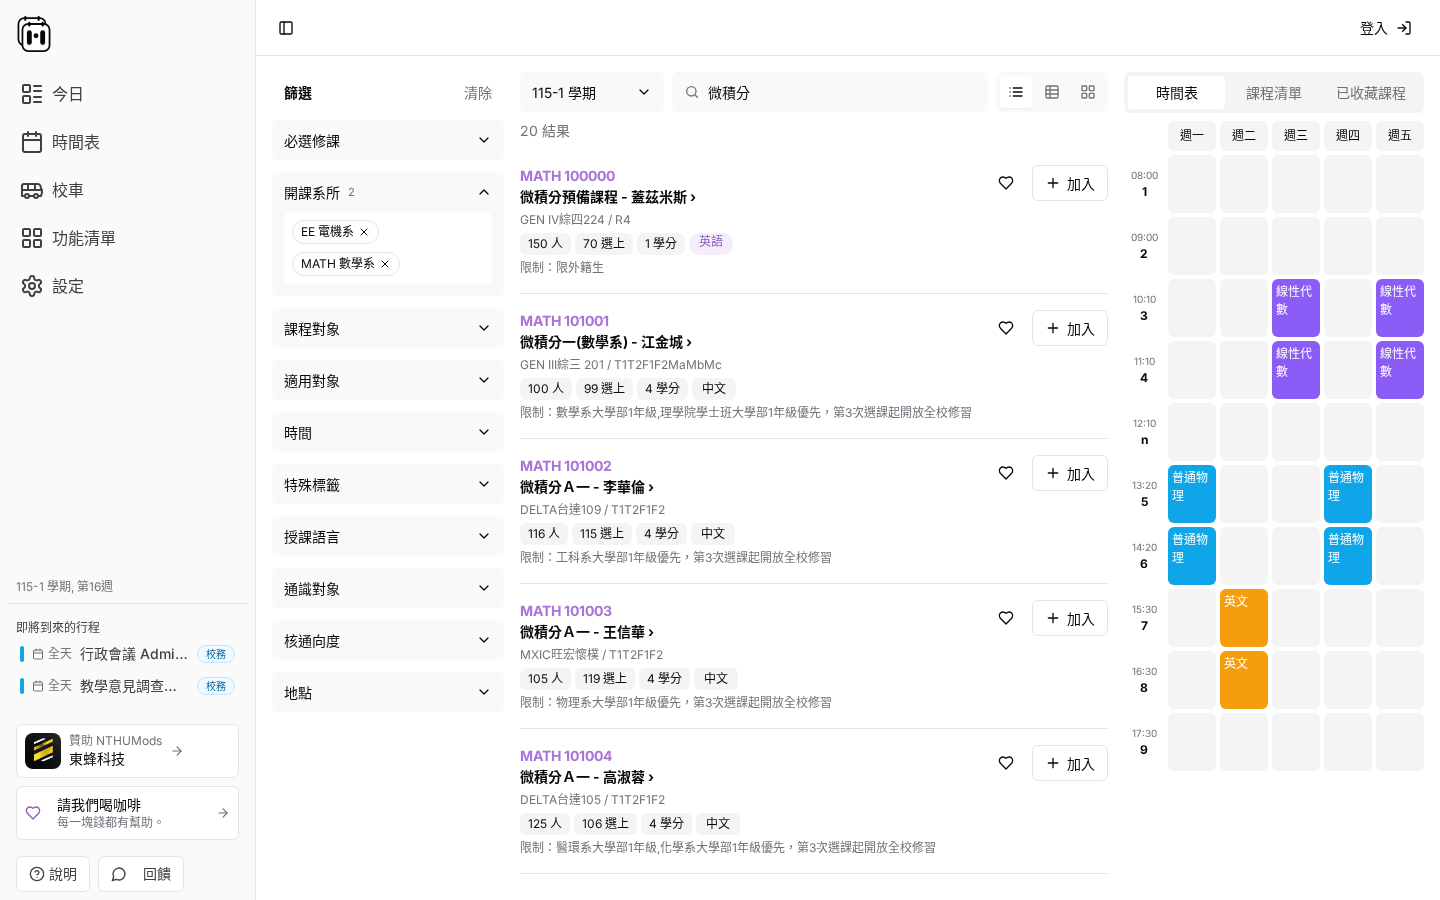 今日
時間表
校車
功能清單
設定
115-1 學期, 第16週
即將到來的行程
全天 行政會議 Admi... 校務
全天 教學意見調查... 校務
贊助 NTHUMods
東蜂科技
請我們喝咖啡
每一塊錢都有幫助。
說明
回饋
登入
篩選 清除
必選修課
開課系所 2
EE 電機系
MATH 數學系
課程對象
適用對象
時間
特殊標籤
授課語言
通識對象
核通向度
地點
115-1 學期
微積分
20 結果
MATH 100000
微積分預備課程 - 蓋茲米斯 ›
GEN IV綜四224 / R4
150 人 70 選上 1 學分 英語
限制：限外籍生
加入
MATH 101001
微積分一(數學系) - 江金城 ›
GEN III綜三 201 / T1T2F1F2MaMbMc
100 人 99 選上 4 學分 中文
限制：數學系大學部1年級,理學院學士班大學部1年級優先，第3次選課起開放全校修習
加入
MATH 101002
微積分Ａ一 - 李華倫 ›
DELTA台達109 / T1T2F1F2
116 人 115 選上 4 學分 中文
限制：工科系大學部1年級優先，第3次選課起開放全校修習
加入
MATH 101003
微積分Ａ一 - 王信華 ›
MXIC旺宏懷樸 / T1T2F1F2
105 人 119 選上 4 學分 中文
限制：物理系大學部1年級優先，第3次選課起開放全校修習
加入
MATH 101004
微積分Ａ一 - 高淑蓉 ›
DELTA台達105 / T1T2F1F2
125 人 106 選上 4 學分 中文
限制：醫環系大學部1年級,化學系大學部1年級優先，第3次選課起開放全校修習
加入
時間表 課程清單 已收藏課程
週一 週二 週三 週四 週五
08:00
1
09:00
2
10:10
3
線性代數
線性代數
11:10
4
線性代數
線性代數
12:10
n
13:20
5
普通物理
普通物理
14:20
6
普通物理
普通物理
15:30
7
英文
16:30
8
英文
17:30
9